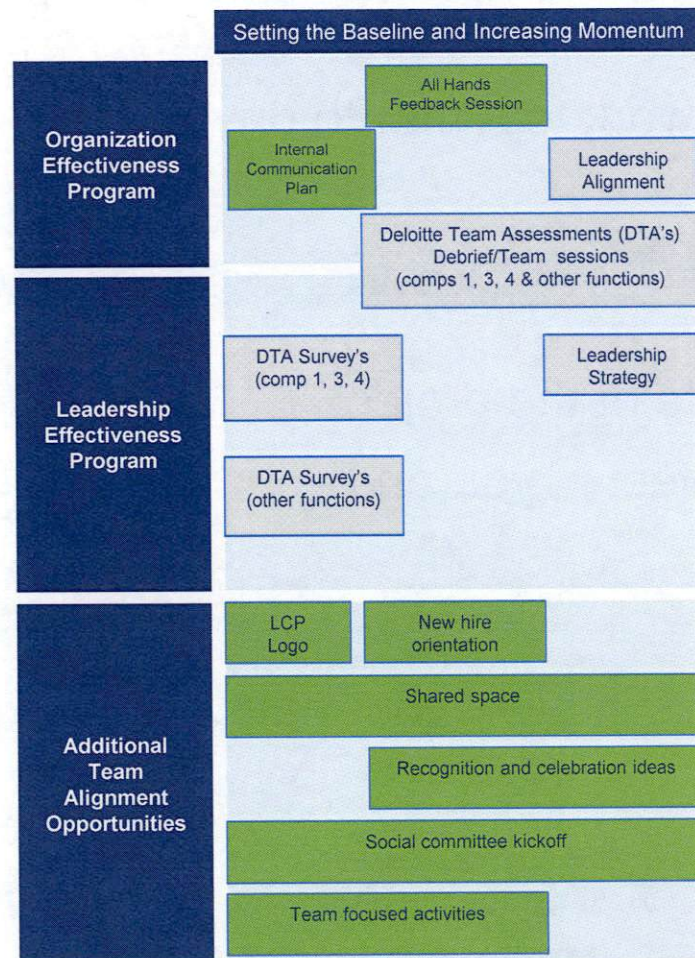 Setting the Baseline and Increasing Momentum
Organization
Effectiveness
Program
All Hands
Feedback Session
Internal
Communication
Plan
Leadership
Alignment
Deloitte Team Assessments (DTA's)
Debrief/Team sessions
(comps 1, 3, 4 & other functions)
Leadership
Effectiveness
Program
DTA Survey's
(comp 1, 3, 4)
Leadership
Strategy
DTA Survey's
(other functions)
Additional
Team
Alignment
Opportunities
LCP
Logo
New hire
orientation
Shared space
Recognition and celebration ideas
Social committee kickoff
Team focused activities